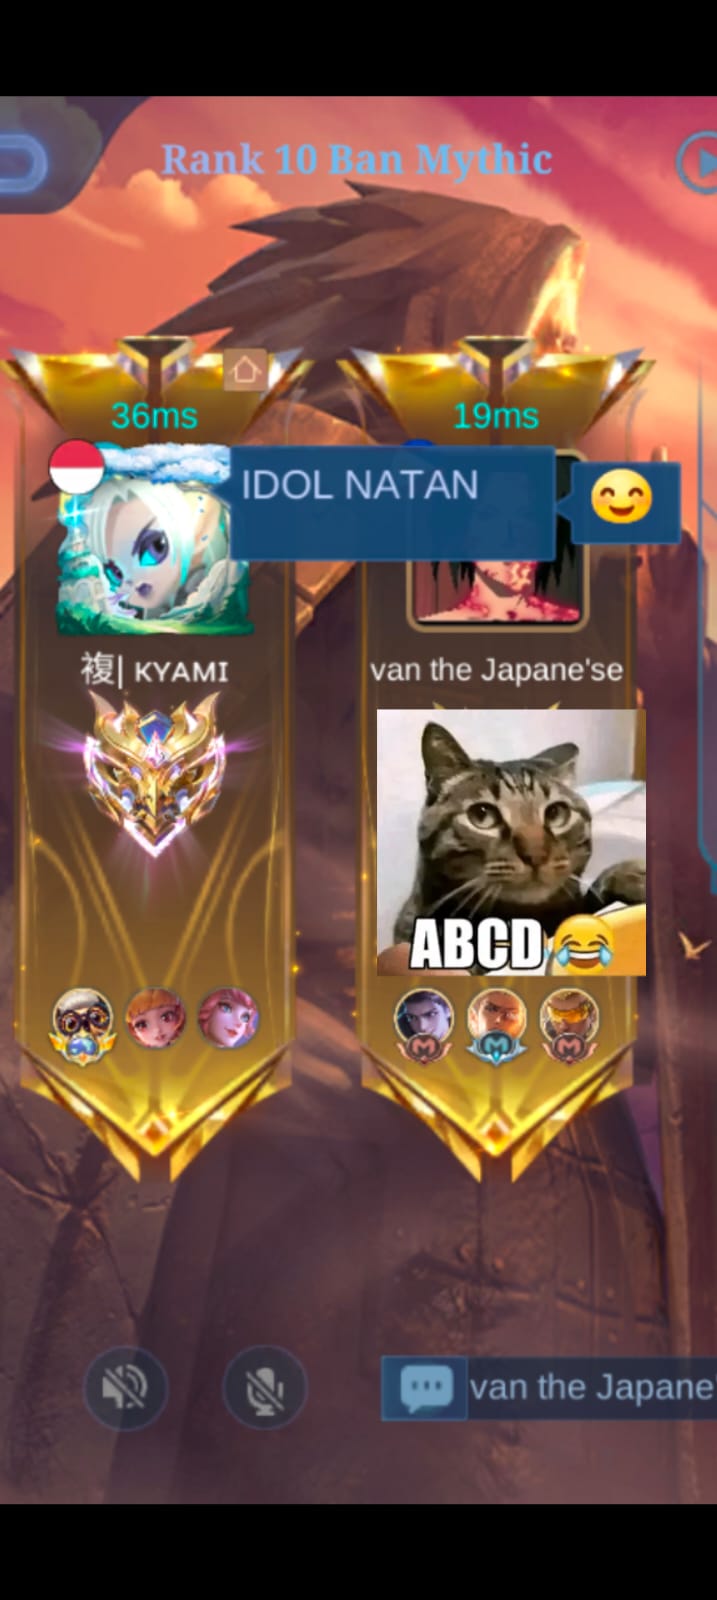 Rank 10 Ban Mythic
36ms
19ms
IDOL NATAN
😊
複| KYAMI
van the Japane'se
ABCD😂
van the Japane'